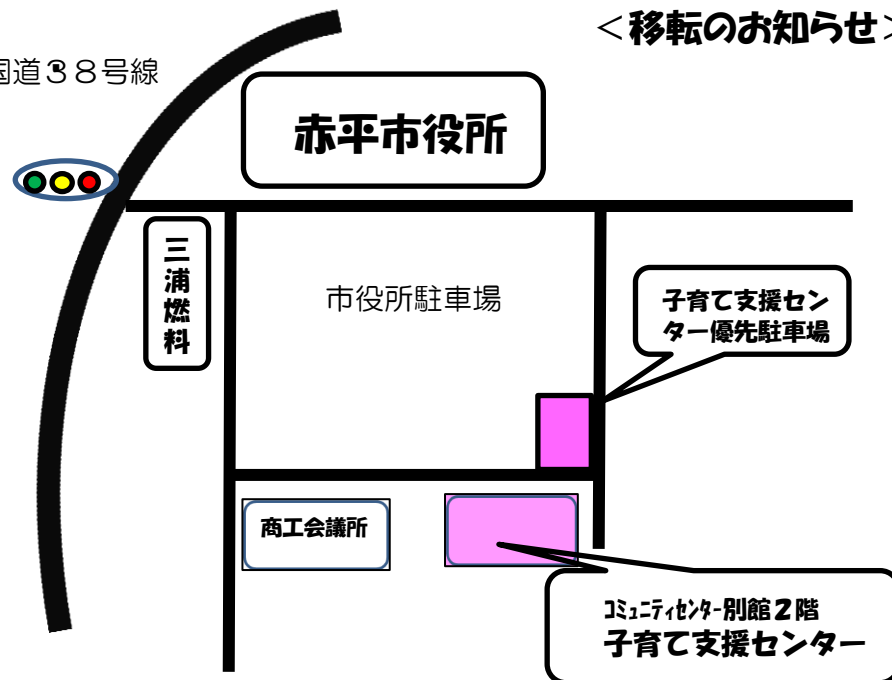 <移転のお知らせ>
国道38号線
赤平市役所
三浦燃料
市役所駐車場
子育て支援セン
ター優先駐車場
商工会議所
コミュニティセンター別館2階
子育て支援センター